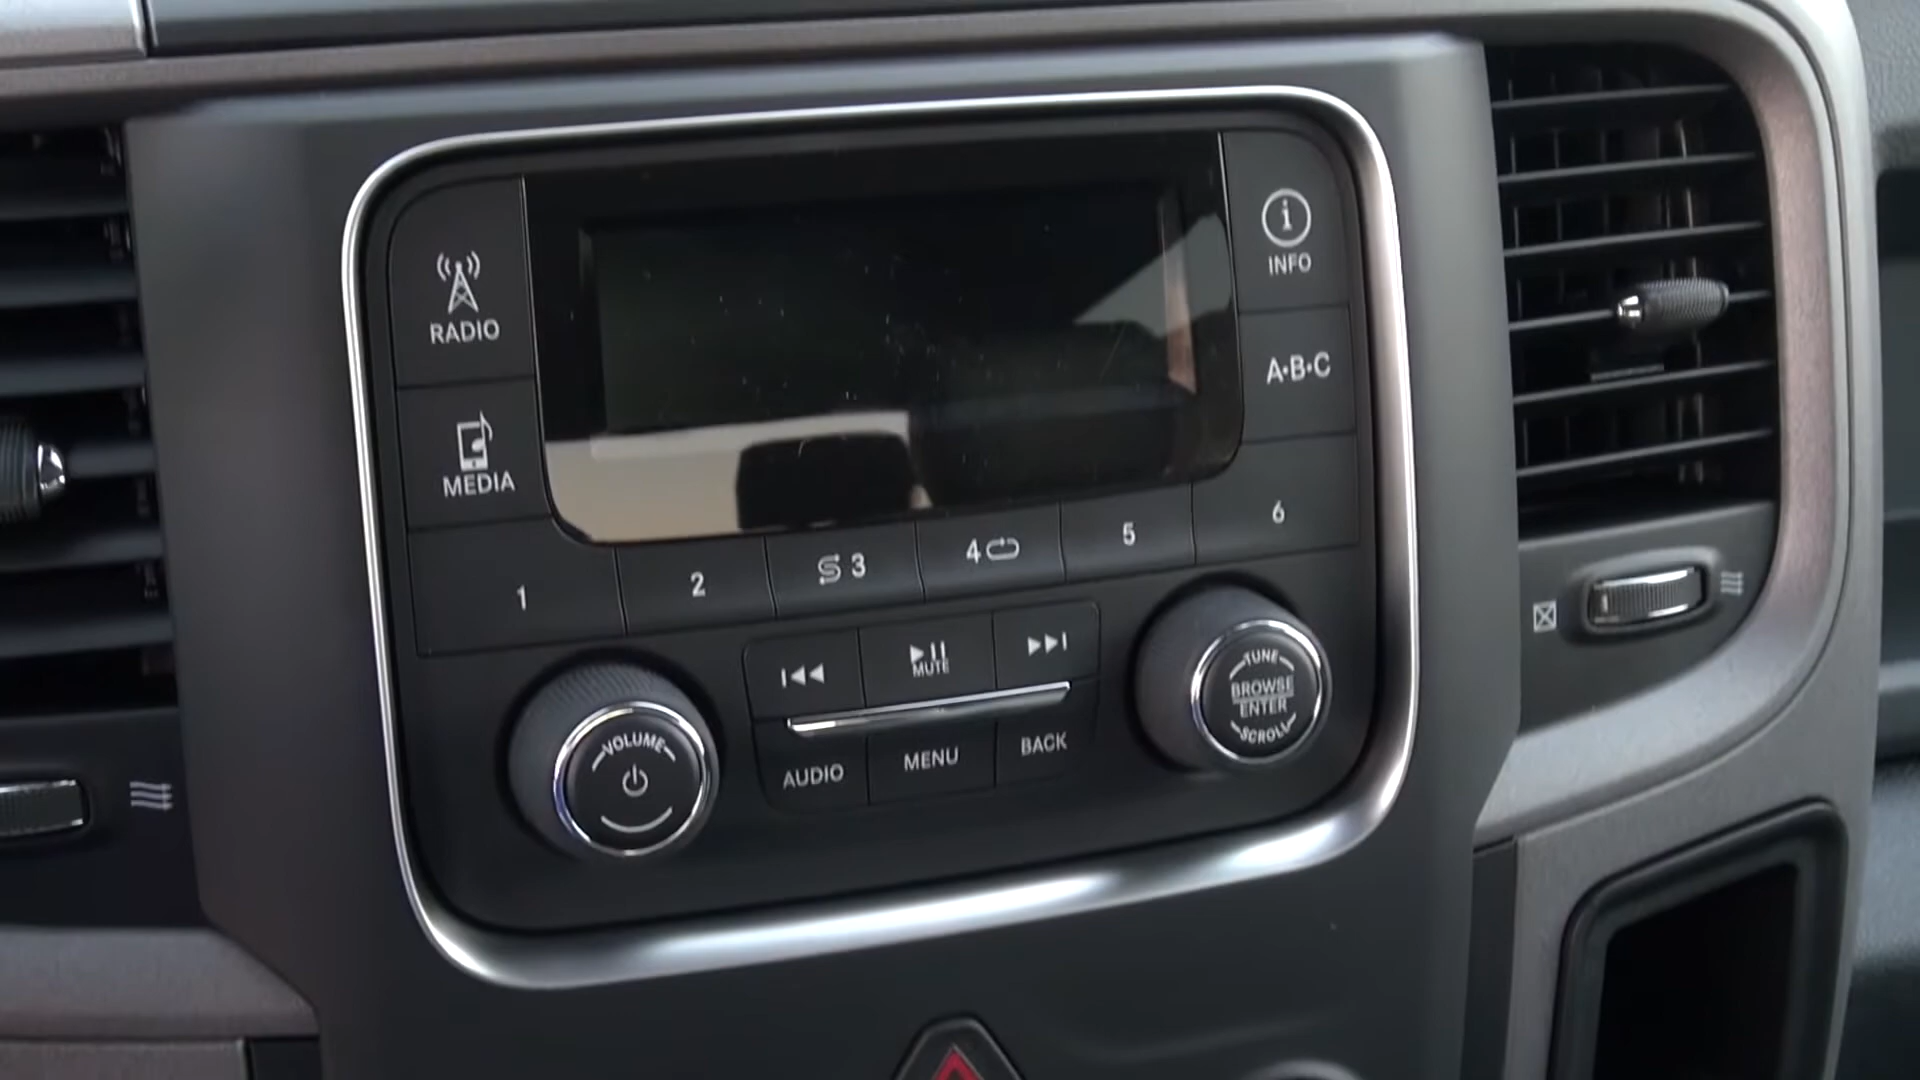 RADIO
INFO
A·B·C
MEDIA
1
2
3
4
5
6
MUTE
AUDIO
MENU
BACK
VOLUME
TUNE
BROWSE
ENTER
SCROLL